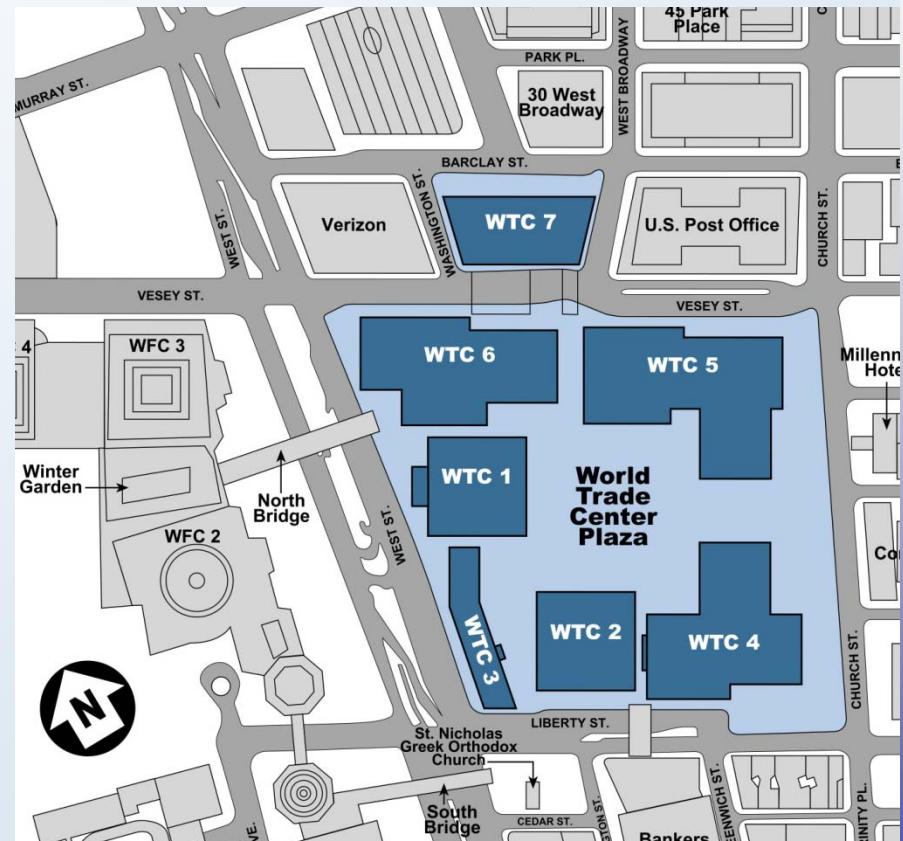 45 Park
Place
PARK PL.
WEST BROADWAY
30 West
Broadway
MURRAY ST.
BARCLAY ST.
WASHINGTON ST.
WTC 7
Verizon
U.S. Post Office
CHURCH ST.
WEST ST.
VESEY ST.
VESEY ST.
4
WFC 3
WTC 6
WTC 5
Winter
Garden
North
Bridge
WTC 1
World
Trade
Center
Plaza
WFC 2
WEST ST.
WTC 3
WTC 2
WTC 4
CHURCH ST.
N
LIBERTY ST.
St. Nicholas
Greek Orthodox
Church
South
Bridge
CEDAR ST.
Bankers